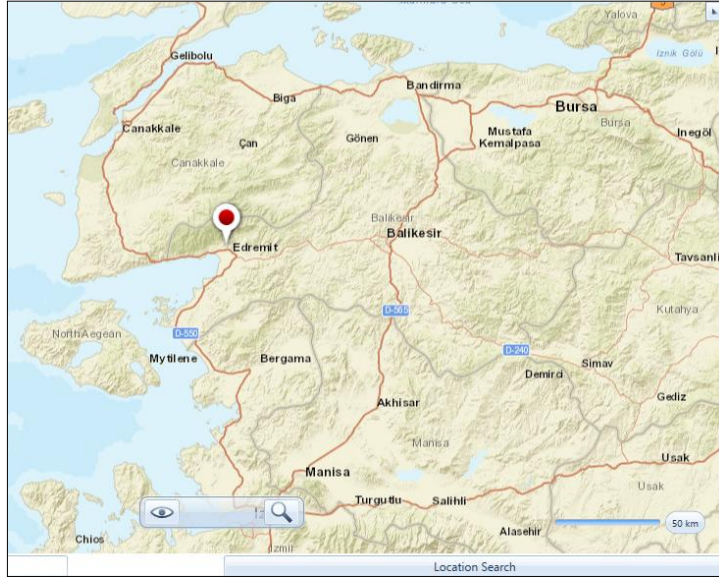 Yalova
Gelibolu
Iznik Gölü
Bandirma
Biga
Bursa
Canakkale
Mustafa
Kemalpasa
Bursa
Inegöl
Çan
Gönen
Canakkale
Balikesir
Balikesir
Edremit
Tavsanli
D-565
Kutahya
NorthAegean
D-550
Mytilene
Bergama
D-240
Simav
Demirci
Gediz
Akhisar
Manisa
Usak
Manisa
Usak
Turgutlu
Salihli
50 km
Alasehir
Chios
Izmir
Location Search